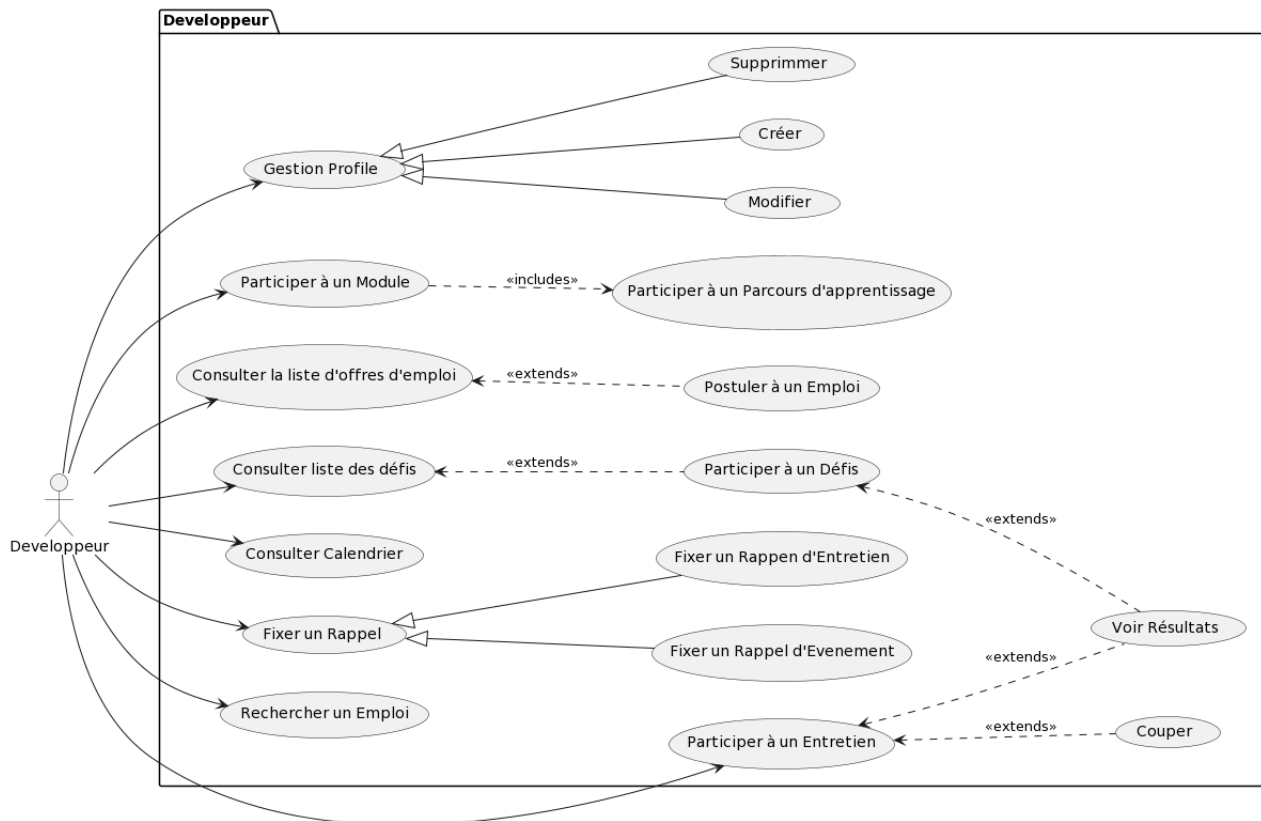 Developpeur
Supprimmer
Créer
Gestion Profile
Modifier
Participer à un Module
«includes»
Participer à un Parcours d'apprentissage
Consulter la liste d'offres d'emploi
«extends»
Postuler à un Emploi
Consulter liste des défis
«extends»
Participer à un Défis
«extends»
Developpeur
Consulter Calendrier
Fixer un Rappen d'Entretien
Fixer un Rappel
Fixer un Rappel d'Evenement
Voir Résultats
«extends»
Rechercher un Emploi
Participer à un Entretien
«extends»
Couper